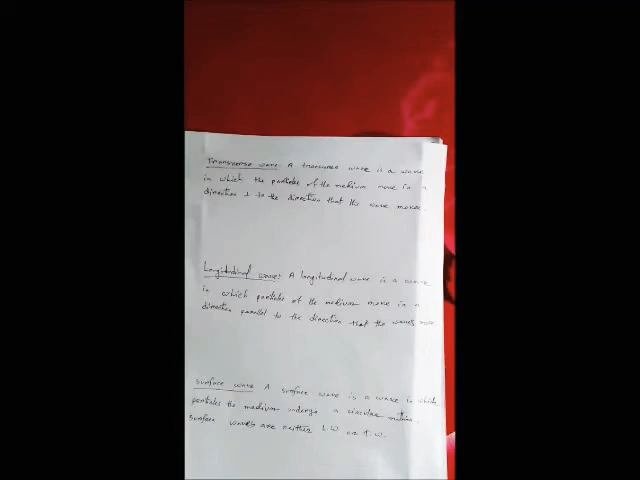 Transverse wave: A transverse wave is a wave
in which the particles of the medium move in a
direction ⊥ to the direction that the wave moves.
Longitudinal wave: A longitudinal wave is a wave
in which particles of the medium move in a
direction parallel to the direction that the waves move.
Surface wave A surface wave is a wave in which
particles the medium undergo a circular motion.
Surface waves are neither L.W or T.W.